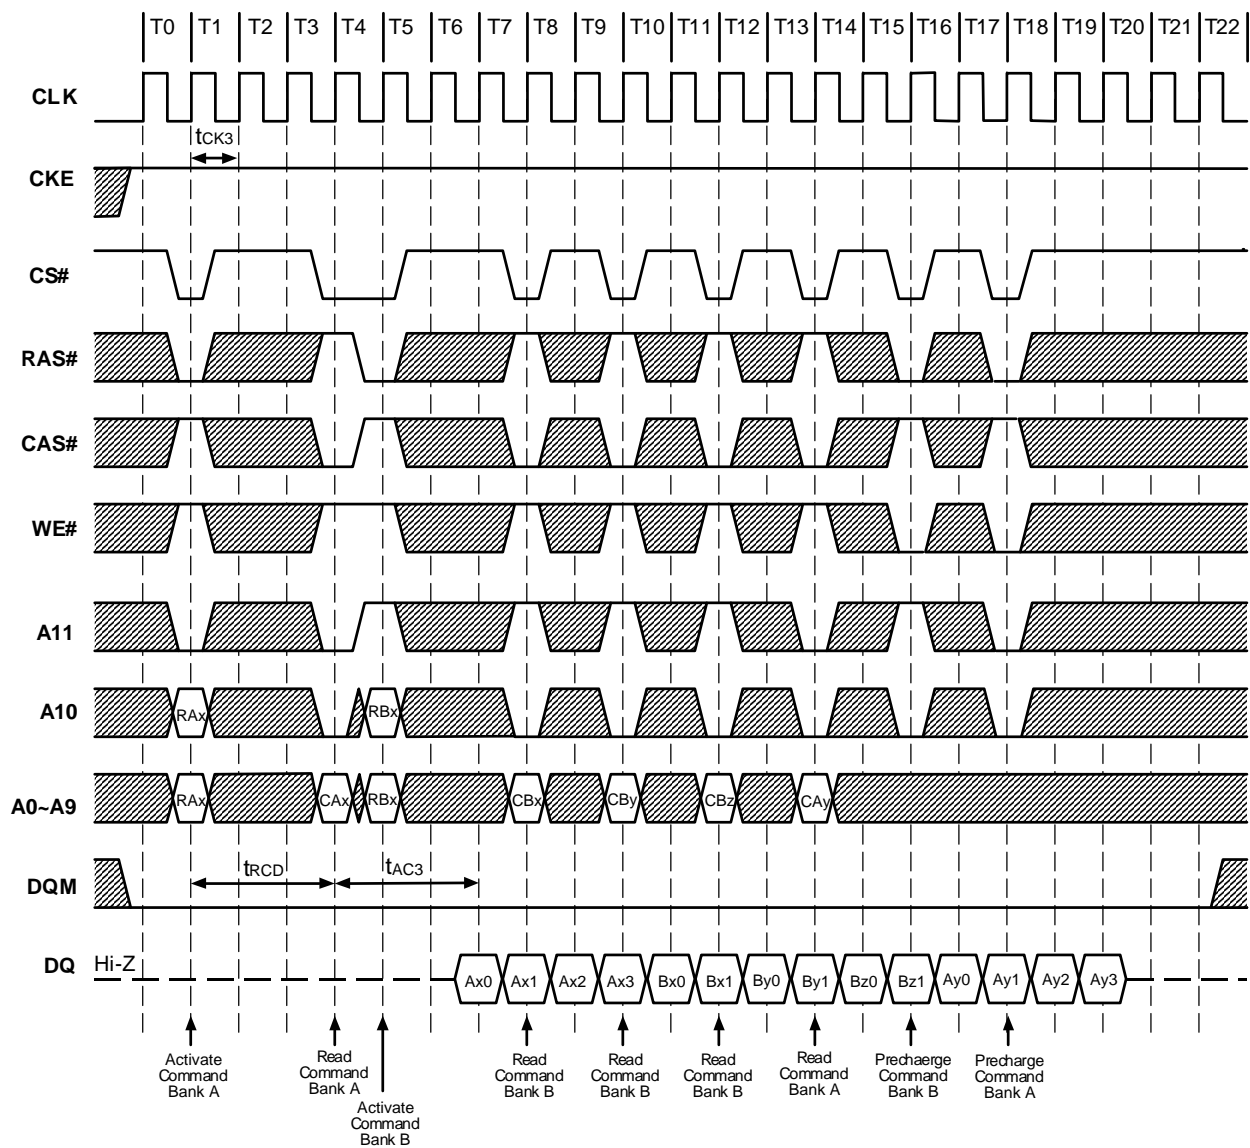 T0 T1 T2 T3 T4 T5 T6 T7 T8 T9 T10 T11 T12 T13 T14 T15 T16 T17 T18 T19 T20 T21 T22
CLK
tCK3
CKE
CS#
RAS#
CAS#
WE#
A11
A10
RAx RBx
A0~A9
RAx CAx RBx CBx CBy CBz CAy
DQM
tRCD tAC3
DQ
Hi-Z
Ax0 Ax1 Ax2 Ax3 Bx0 Bx1 By0 By1 Bz0 Bz1 Ay0 Ay1 Ay2 Ay3
Activate
Command
Bank A
Read
Command
Bank A
Activate
Command
Bank B
Read
Command
Bank B
Read
Command
Bank B
Read
Command
Bank B
Read
Command
Bank A
Prechaerge
Command
Bank B
Precharge
Command
Bank A